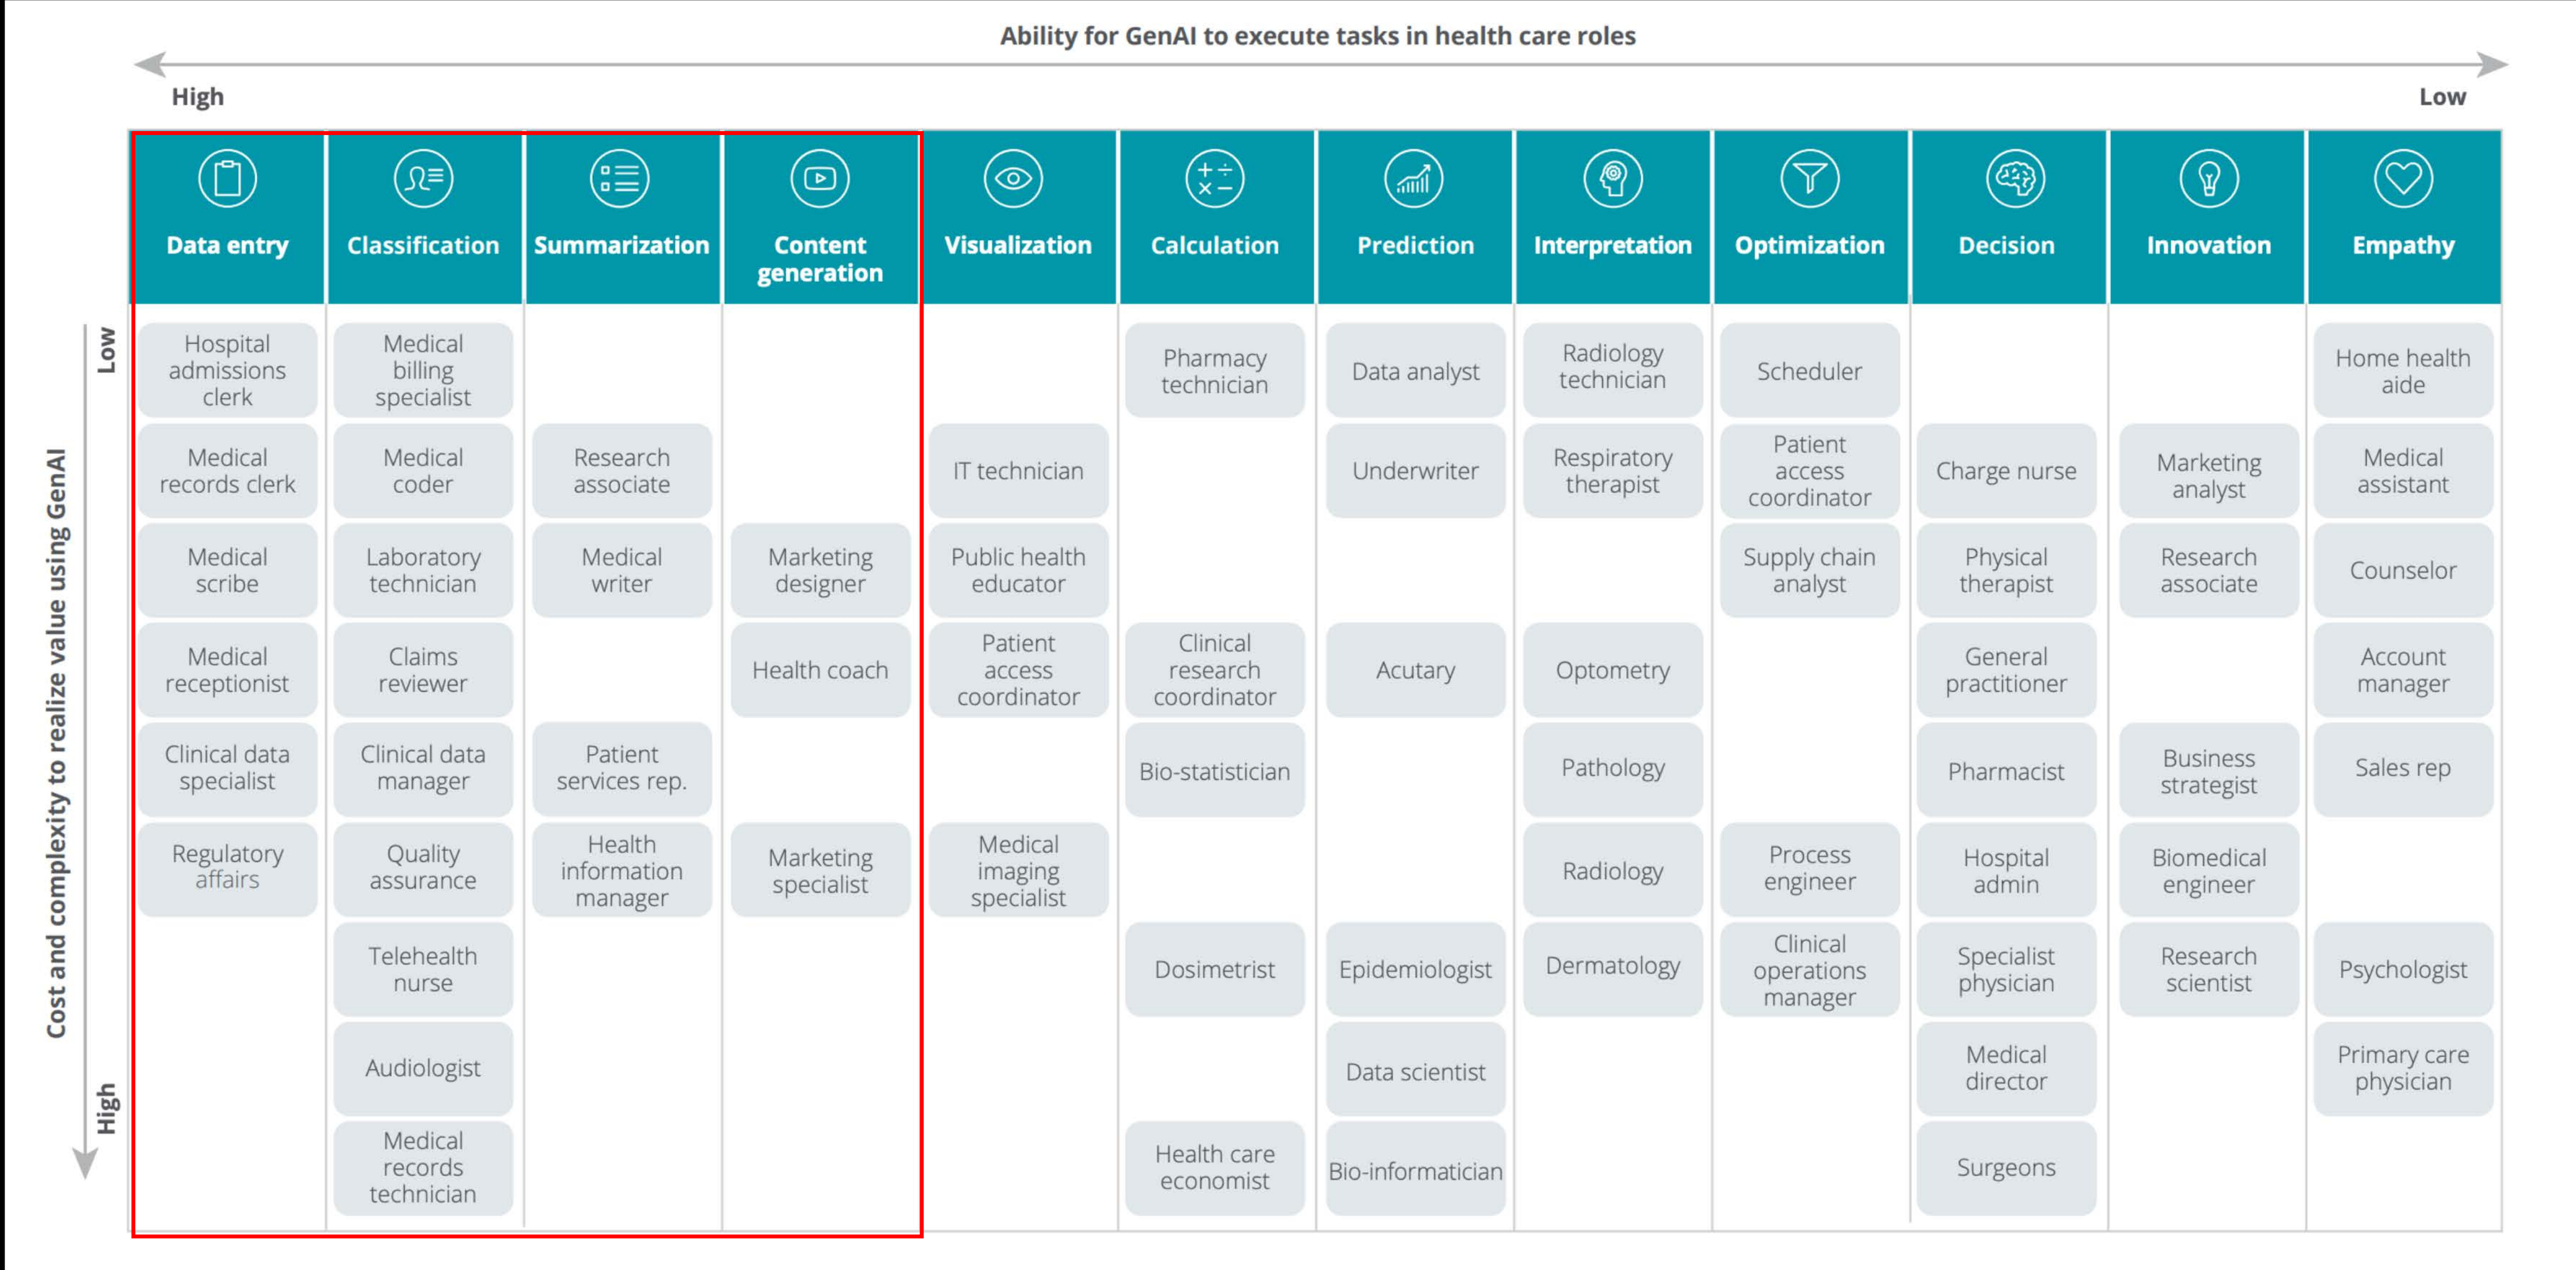 Ability for GenAI to execute tasks in health care roles
High
Low
Data entry
Classification
Summarization
Content
generation
Visualization
Calculation
Prediction
Interpretation
Optimization
Decision
Innovation
Empathy
Cost and complexity to realize value using GenAI
Low
High
Hospital
admissions
clerk
Medical
records clerk
Medical
scribe
Medical
receptionist
Clinical data
specialist
Regulatory
affairs
Medical
billing
specialist
Medical
coder
Laboratory
technician
Claims
reviewer
Clinical data
manager
Quality
assurance
Telehealth
nurse
Audiologist
Medical
records
technician
Research
associate
Medical
writer
Patient
services rep.
Health
information
manager
Marketing
designer
Health coach
Marketing
specialist
IT technician
Public health
educator
Patient
access
coordinator
Medical
imaging
specialist
Pharmacy
technician
Clinical
research
coordinator
Bio-statistician
Dosimetrist
Health care
economist
Data analyst
Underwriter
Acutary
Epidemiologist
Data scientist
Bio-informatician
Radiology
technician
Respiratory
therapist
Optometry
Pathology
Radiology
Dermatology
Scheduler
Patient
access
coordinator
Supply chain
analyst
Process
engineer
Clinical
operations
manager
Charge nurse
Physical
therapist
General
practitioner
Pharmacist
Hospital
admin
Specialist
physician
Medical
director
Surgeons
Marketing
analyst
Research
associate
Business
strategist
Biomedical
engineer
Research
scientist
Home health
aide
Medical
assistant
Counselor
Account
manager
Sales rep
Psychologist
Primary care
physician